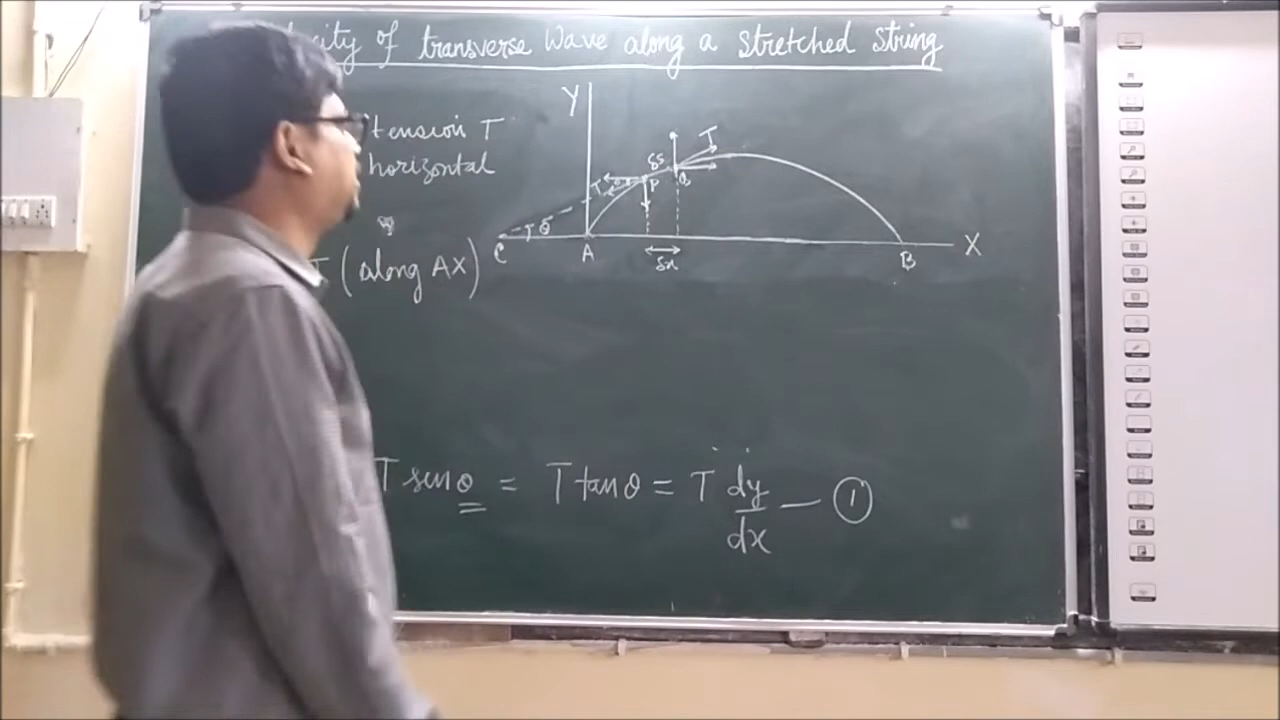 city of transverse wave along a stretched string
tension T
horizontal
T (along AX)
Y
T
δs
T
P
Q
θ
C
A
δx
B
X
T sinθ = T tanθ = T dy/dx — ①